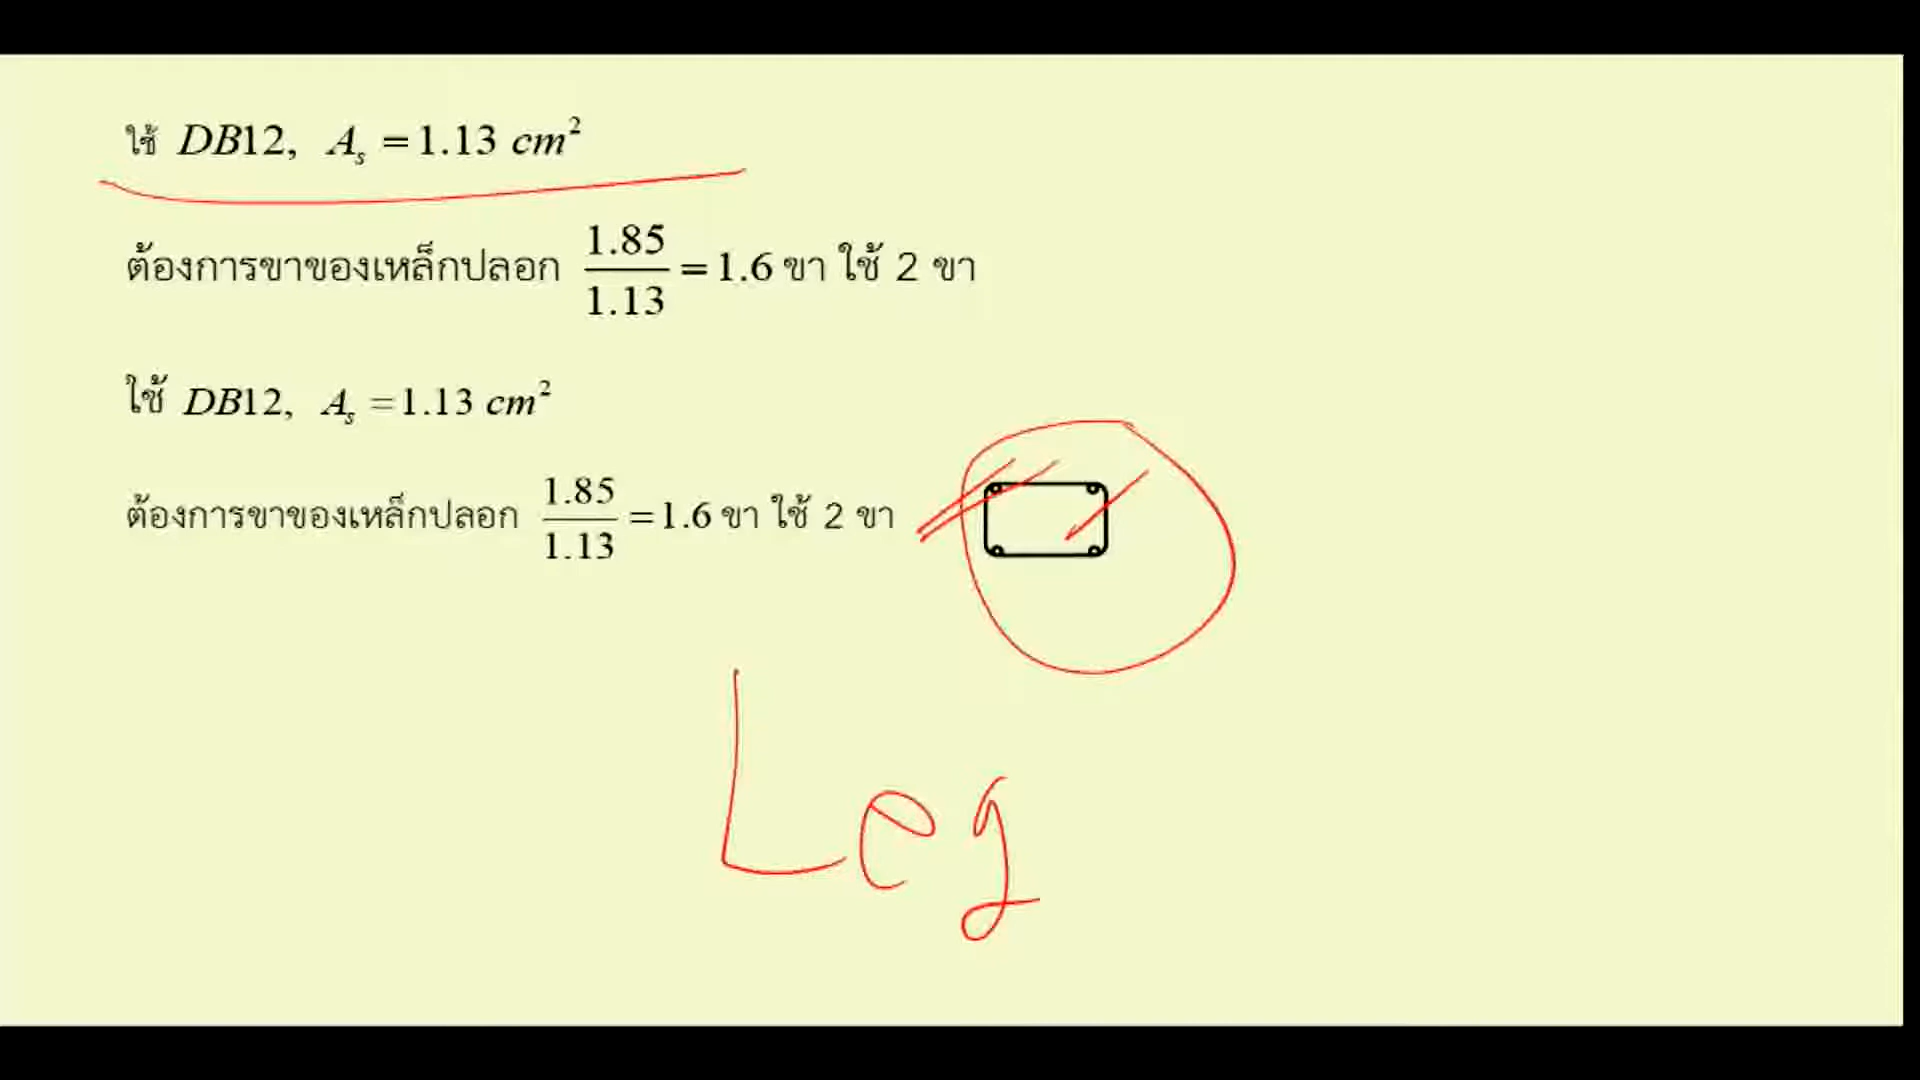 ใช้ DB12, As = 1.13 cm²
ต้องการขาของเหล็กปลอก 1.85/1.13 = 1.6 ขา ใช้ 2 ขา
ใช้ DB12, As = 1.13 cm²
ต้องการขาของเหล็กปลอก 1.85/1.13 = 1.6 ขา ใช้ 2 ขา
Leg